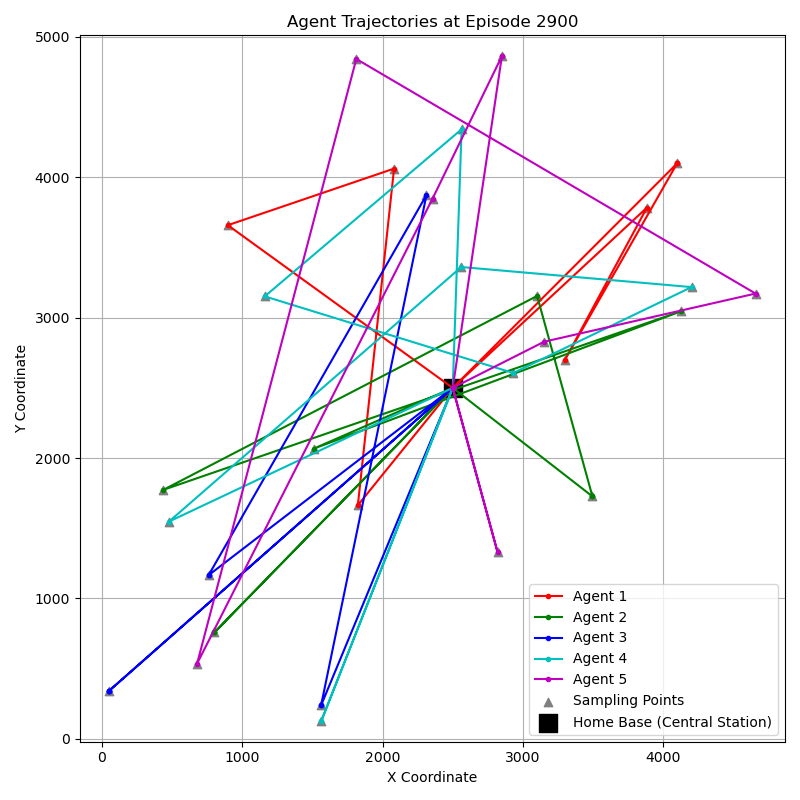 Agent Trajectories at Episode 2900
Y Coordinate
5000
4000
3000
2000
1000
0
0 1000 2000 3000 4000
X Coordinate
Agent 1
Agent 2
Agent 3
Agent 4
Agent 5
Sampling Points
Home Base (Central Station)